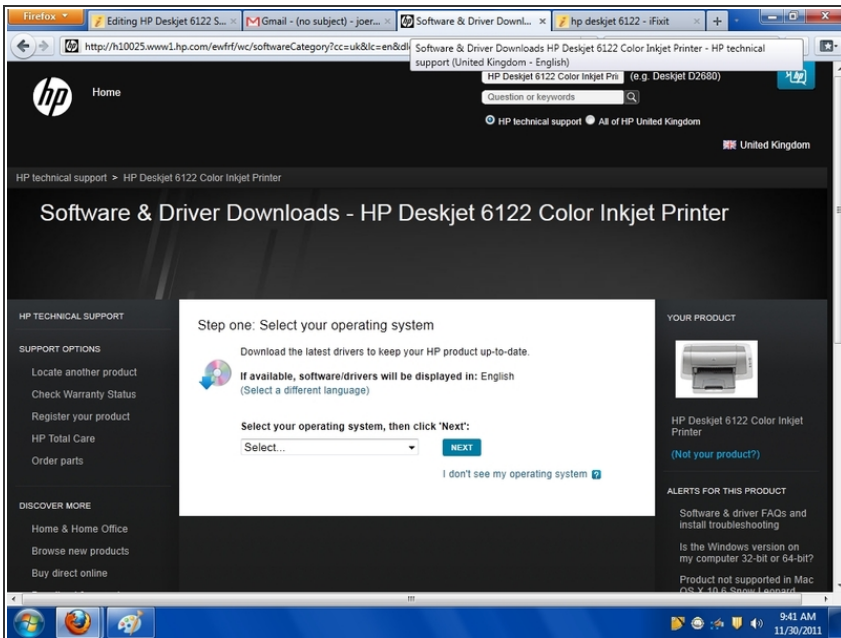 Firefox
Editing HP Deskjet 6122 S...
Gmail - (no subject) - joer...
Software & Driver Downl...
hp deskjet 6122 - iFixit
http://h10025.www1.hp.com/ewfrf/wc/softwareCategory?cc=uk&lc=en&dl
Software & Driver Downloads HP Deskjet 6122 Color Inkjet Printer - HP technical
support (United Kingdom - English)
hp
Home
HP Deskjet 6122 Color Inkjet Pri
(e.g. Deskjet D2680)
Question or keywords
HP technical support
All of HP United Kingdom
United Kingdom
HP technical support > HP Deskjet 6122 Color Inkjet Printer
Software & Driver Downloads - HP Deskjet 6122 Color Inkjet Printer
HP TECHNICAL SUPPORT
SUPPORT OPTIONS
Locate another product
Check Warranty Status
Register your product
HP Total Care
Order parts
DISCOVER MORE
Home & Home Office
Browse new products
Buy direct online
Step one: Select your operating system
Download the latest drivers to keep your HP product up-to-date.
If available, software/drivers will be displayed in: English
(Select a different language)
Select your operating system, then click 'Next':
Select...
NEXT
I don't see my operating system ?
YOUR PRODUCT
HP Deskjet 6122 Color Inkjet
Printer
(Not your product?)
ALERTS FOR THIS PRODUCT
Software & driver FAQs and
install troubleshooting
Is the Windows version on
my computer 32-bit or 64-bit?
Product not supported in Mac
OS X 10.6 Snow Leopard
9:41 AM
11/30/2011